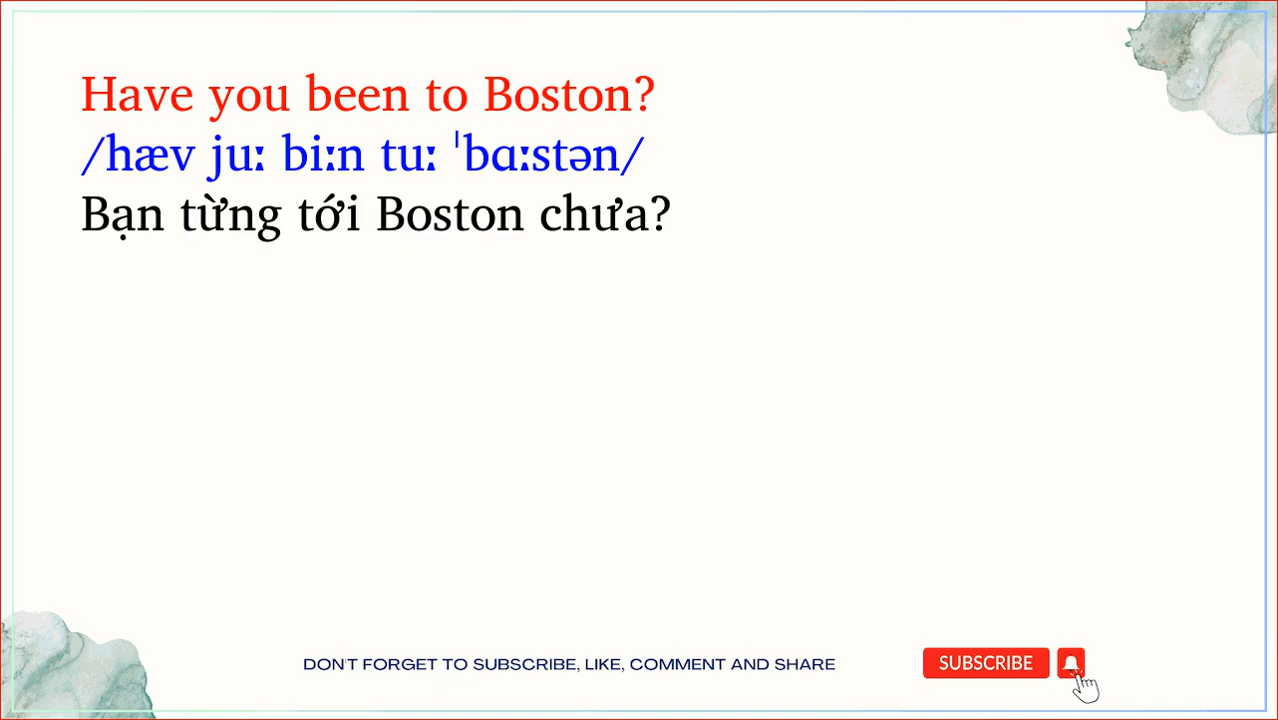 Have you been to Boston?
/hæv juː biːn tuː ˈbɑːstən/
Bạn từng tới Boston chưa?
DON'T FORGET TO SUBSCRIBE, LIKE, COMMENT AND SHARE
SUBSCRIBE